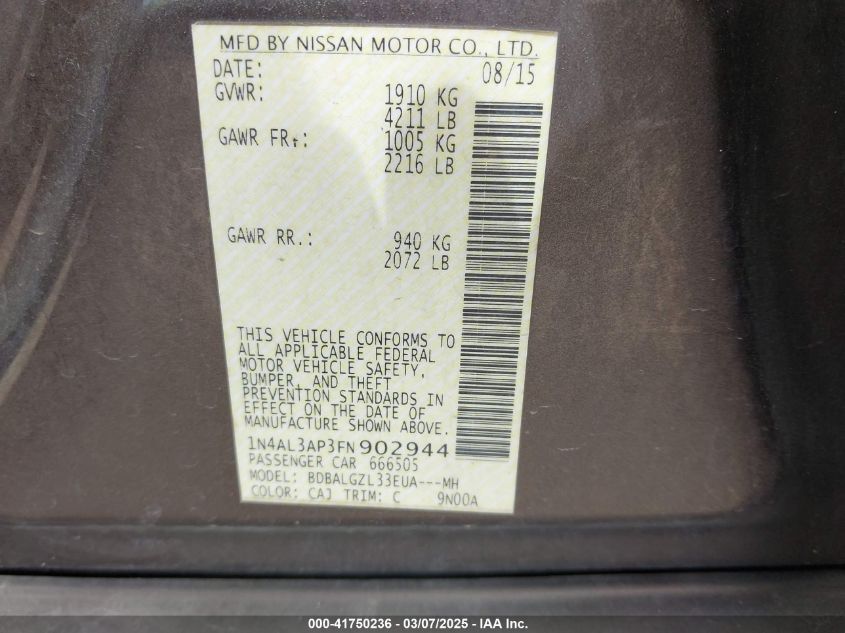 MFD BY NISSAN MOTOR CO., LTD.
DATE: 08/15
GVWR: 1910 KG
4211 LB
GAWR FR.: 1005 KG
2216 LB
GAWR RR.: 940 KG
2072 LB
THIS VEHICLE CONFORMS TO
ALL APPLICABLE FEDERAL
MOTOR VEHICLE SAFETY,
BUMPER, AND THEFT
PREVENTION STANDARDS IN
EFFECT ON THE DATE OF
MANUFACTURE SHOWN ABOVE.
1N4AL3AP3FN902944
PASSENGER CAR 666505
MODEL: BDBALGZL33EUA---MH
COLOR: CAJ TRIM: C 9N00A
000-41750236 - 03/07/2025 - IAA Inc.